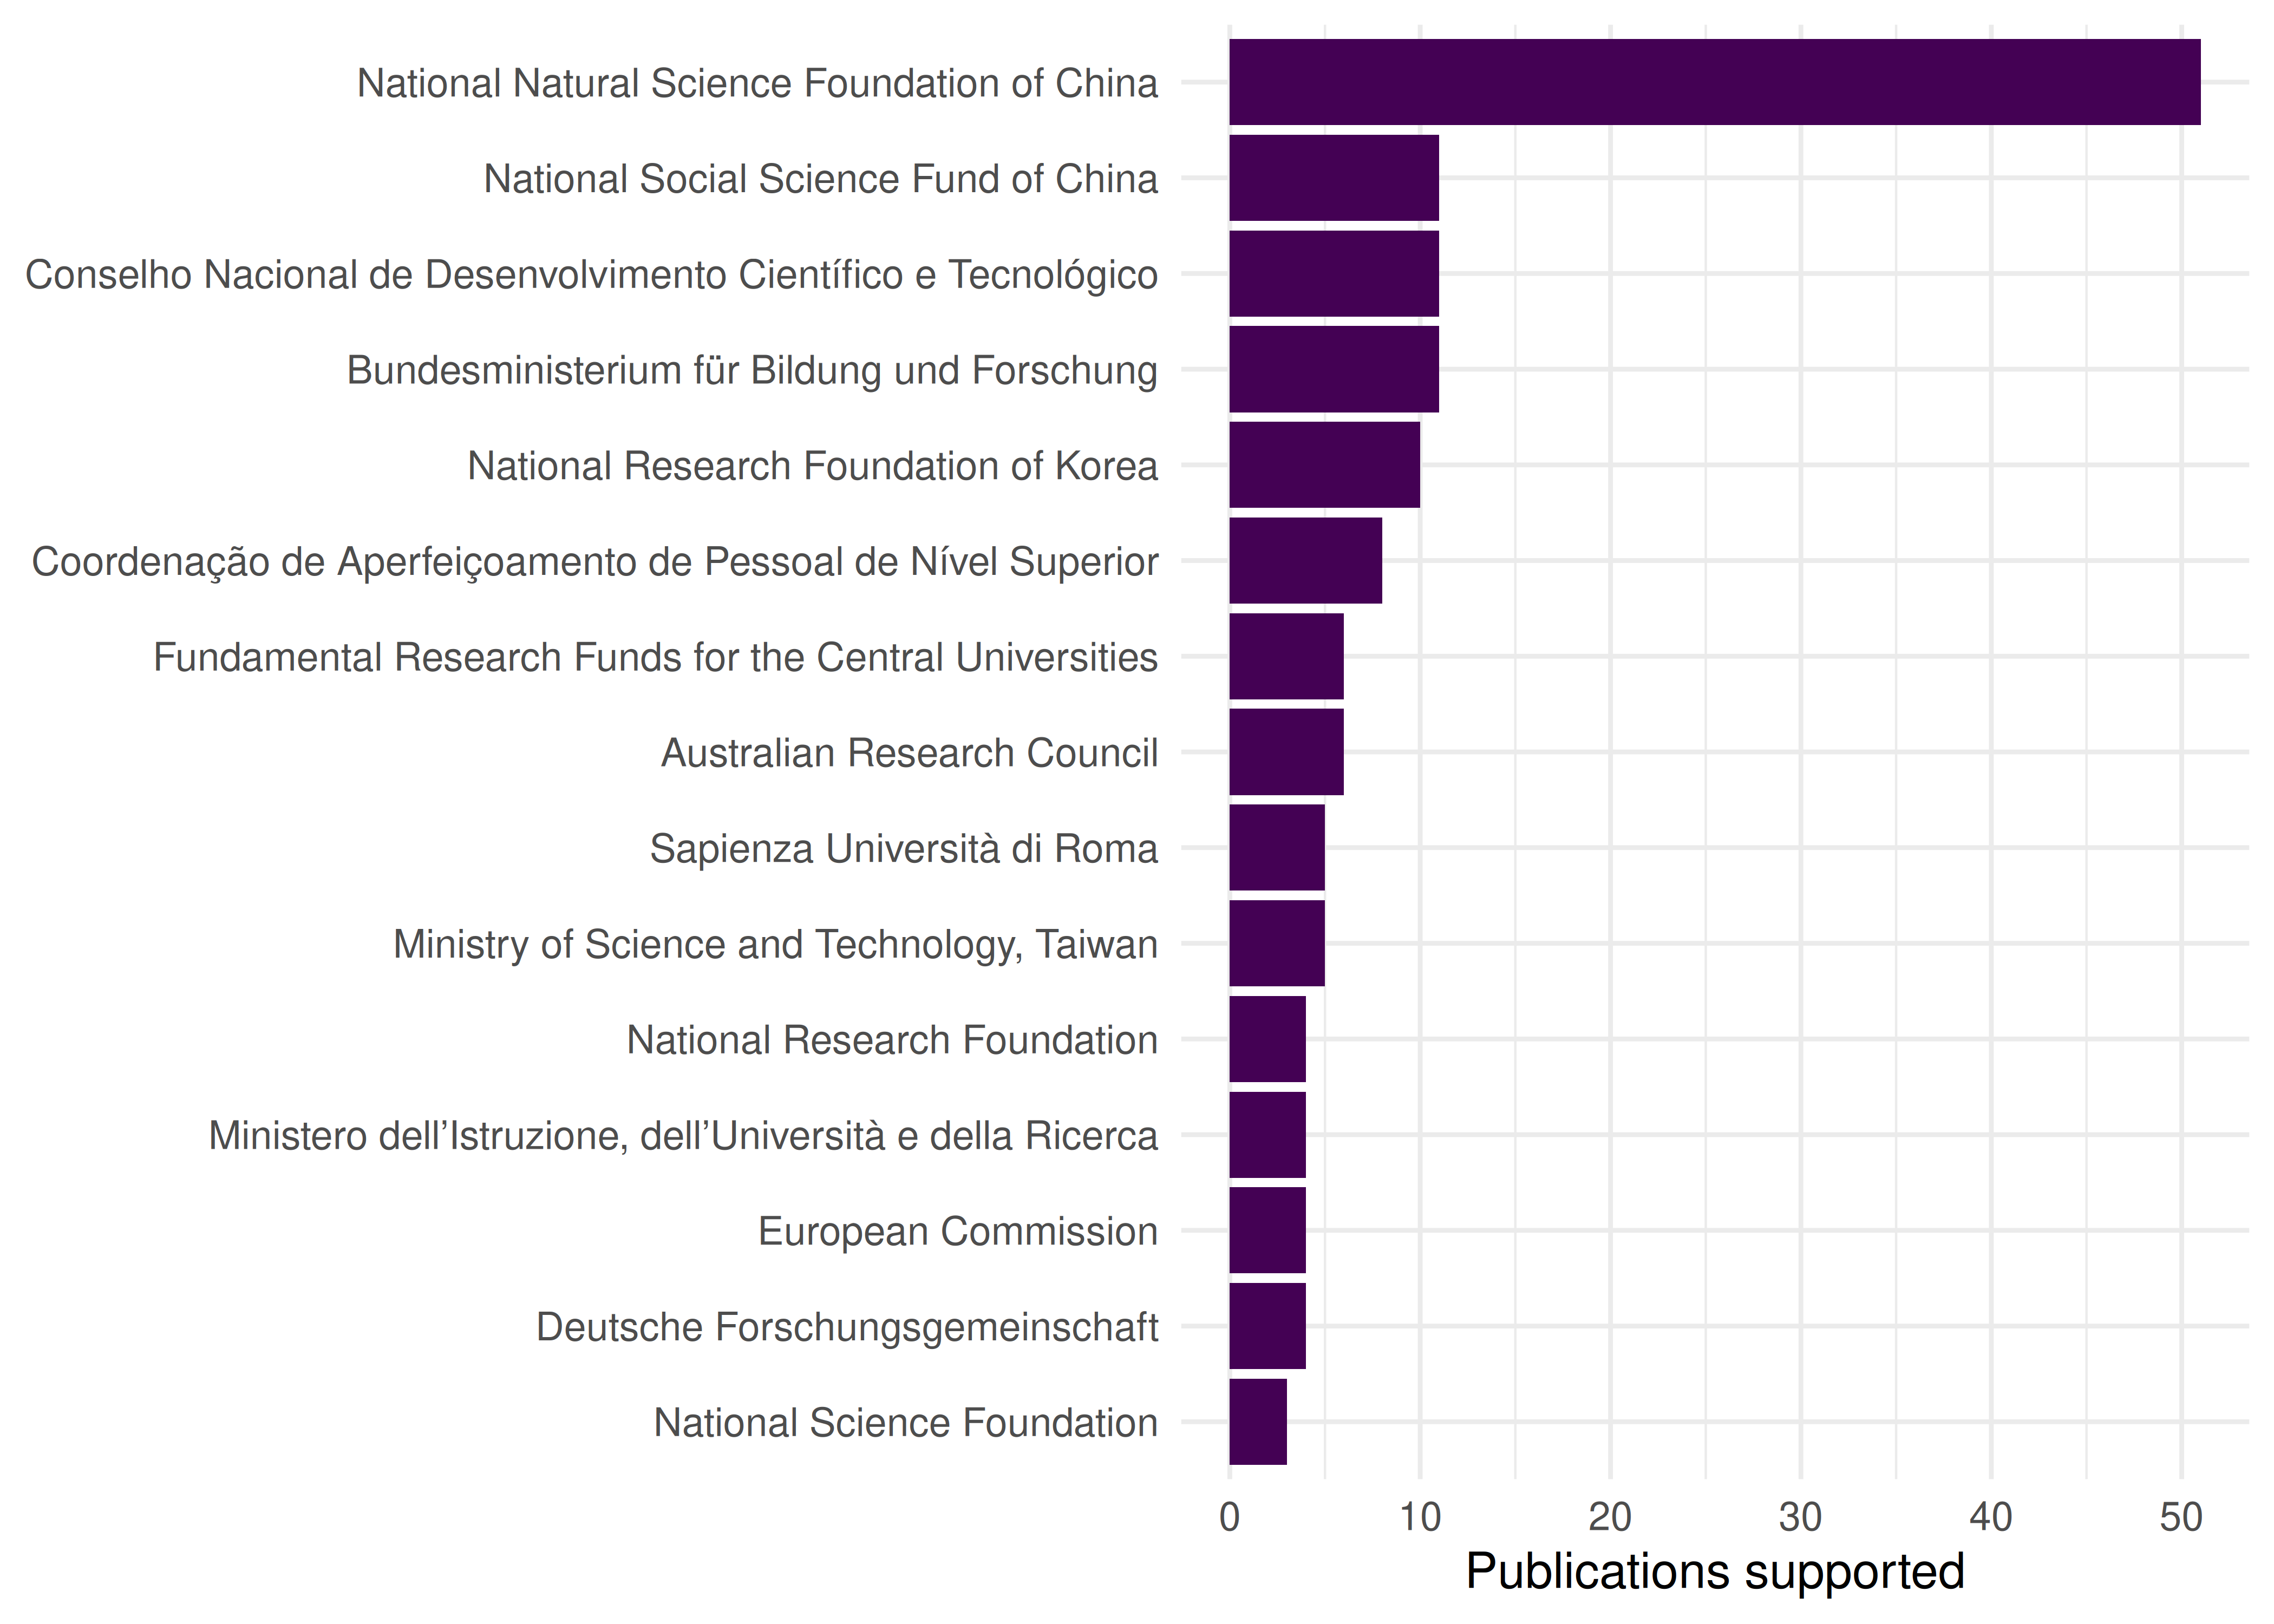 National Natural Science Foundation of China
National Social Science Fund of China
Conselho Nacional de Desenvolvimento Científico e Tecnológico
Bundesministerium für Bildung und Forschung
National Research Foundation of Korea
Coordenação de Aperfeiçoamento de Pessoal de Nível Superior
Fundamental Research Funds for the Central Universities
Australian Research Council
Sapienza Università di Roma
Ministry of Science and Technology, Taiwan
National Research Foundation
Ministero dell’Istruzione, dell’Università e della Ricerca
European Commission
Deutsche Forschungsgemeinschaft
National Science Foundation
0 10 20 30 40 50
Publications supported